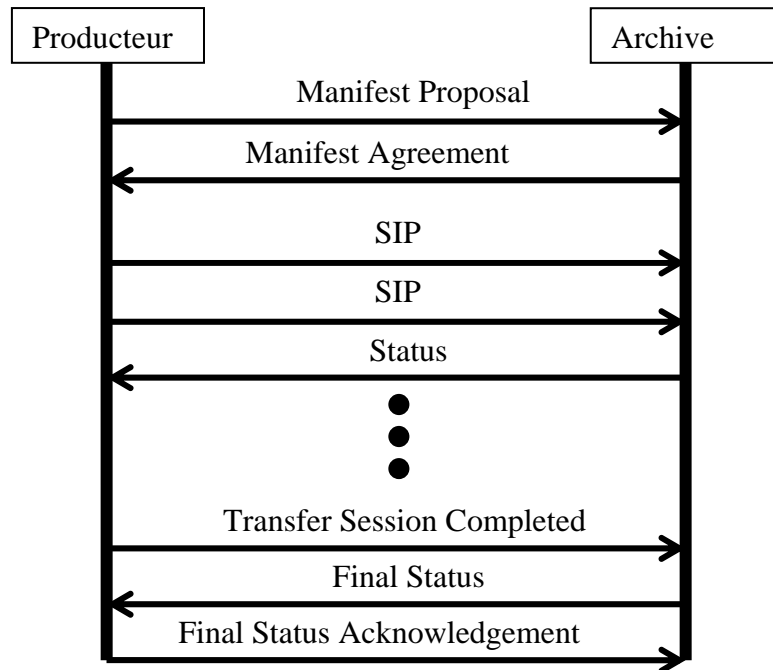 Producteur
Archive
Manifest Proposal
Manifest Agreement
SIP
SIP
Status
Transfer Session Completed
Final Status
Final Status Acknowledgement